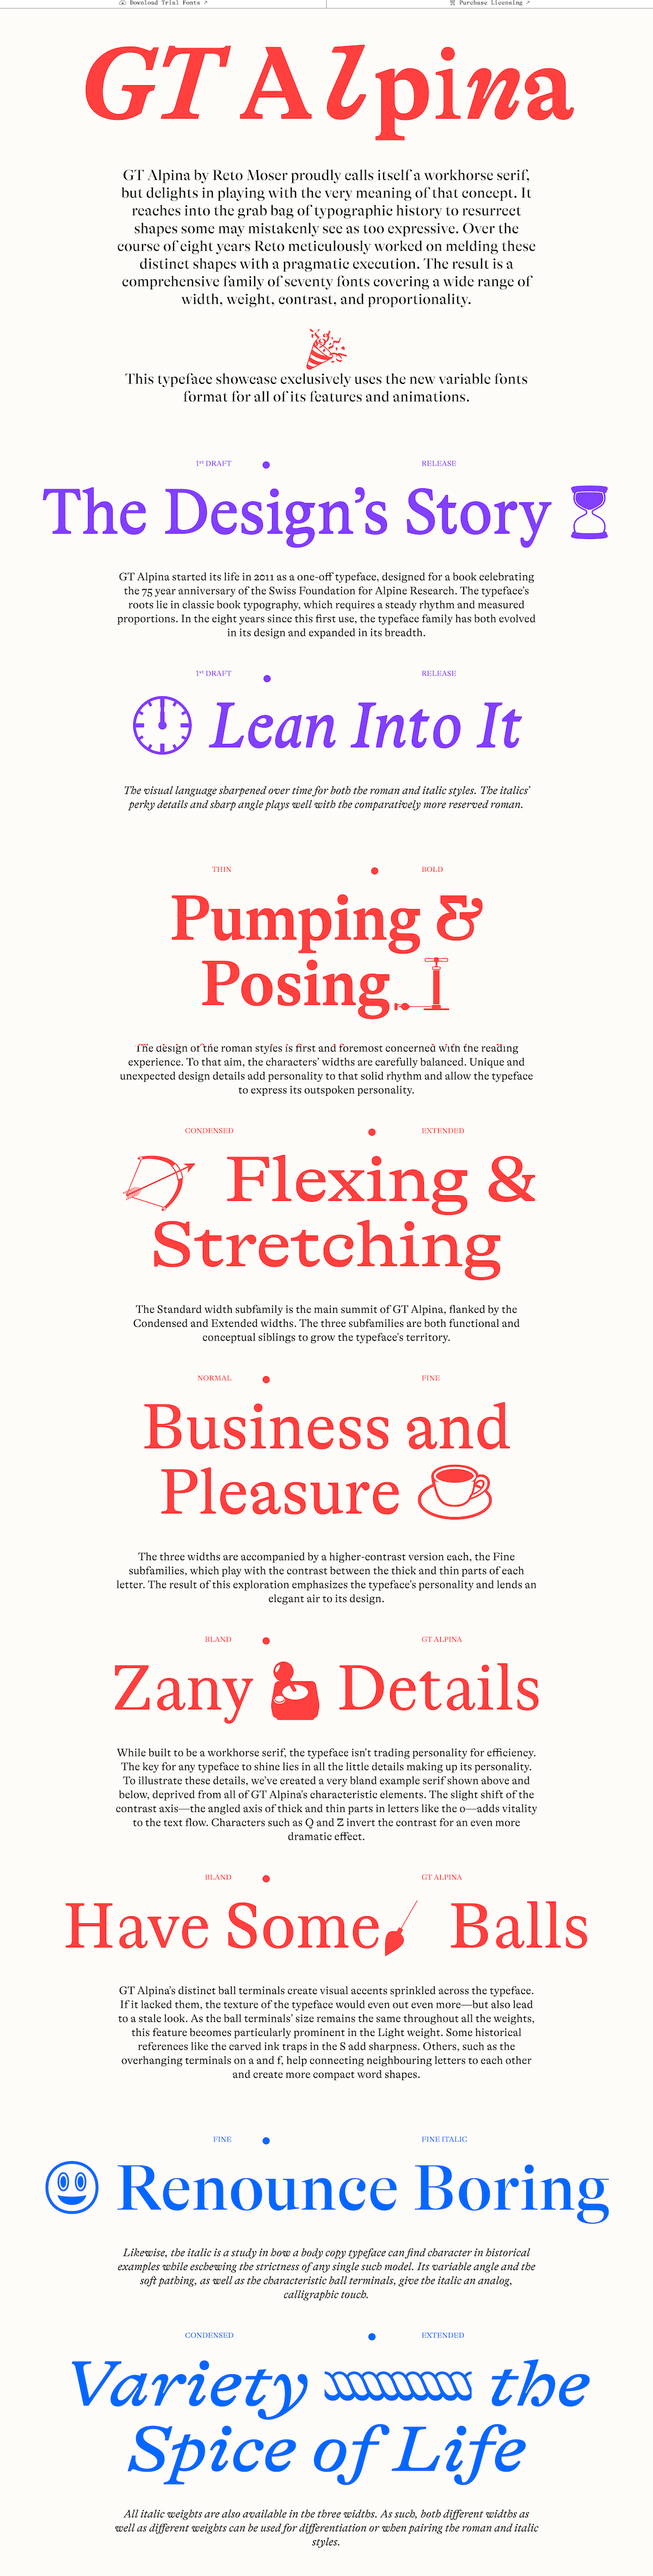 Download Trial Fonts ↗
Purchase Licensing ↗
GT Alpina
GT Alpina by Reto Moser proudly calls itself a workhorse serif,
but delights in playing with the very meaning of that concept. It
reaches into the grab bag of typographic history to resurrect
shapes some may mistakenly see as too expressive. Over the
course of eight years Reto meticulously worked on melding these
distinct shapes with a pragmatic execution. The result is a
comprehensive family of seventy fonts covering a wide range of
width, weight, contrast, and proportionality.
This typeface showcase exclusively uses the new variable fonts
format for all of its features and animations.
1st DRAFT
RELEASE
The Design's Story
GT Alpina started its life in 2011 as a one-off typeface, designed for a book celebrating
the 75 year anniversary of the Swiss Foundation for Alpine Research. The typeface's
roots lie in classic book typography, which requires a steady rhythm and measured
proportions. In the eight years since this first use, the typeface family has both evolved
in its design and expanded in its breadth.
1st DRAFT
RELEASE
Lean Into It
The visual language sharpened over time for both the roman and italic styles. The italics'
perky details and sharp angle plays well with the comparatively more reserved roman.
THIN
BOLD
Pumping &
Posing
The design of the roman styles is first and foremost concerned with the reading
experience. To that aim, the characters' widths are carefully balanced. Unique and
unexpected design details add personality to that solid rhythm and allow the typeface
to express its outspoken personality.
CONDENSED
EXTENDED
Flexing &
Stretching
The Standard width subfamily is the main summit of GT Alpina, flanked by the
Condensed and Extended widths. The three subfamilies are both functional and
conceptual siblings to grow the typeface's territory.
NORMAL
FINE
Business and
Pleasure
The three widths are accompanied by a higher-contrast version each, the Fine
subfamilies, which play with the contrast between the thick and thin parts of each
letter. The result of this exploration emphasizes the typeface's personality and lends an
elegant air to its design.
BLAND
GT ALPINA
Zany Details
While built to be a workhorse serif, the typeface isn't trading personality for efficiency.
The key for any typeface to shine lies in all the little details making up its personality.
To illustrate these details, we've created a very bland example serif shown above and
below, deprived from all of GT Alpina's characteristic elements. The slight shift of the
contrast axis—the angled axis of thick and thin parts in letters like the o—adds vitality
to the text flow. Characters such as Q and Z invert the contrast for an even more
dramatic effect.
BLAND
GT ALPINA
Have Some Balls
GT Alpina's distinct ball terminals create visual accents sprinkled across the typeface.
If it lacked them, the texture of the typeface would even out even more—but also lead
to a stale look. As the ball terminals' size remains the same throughout all the weights,
this feature becomes particularly prominent in the Light weight. Some historical
references like the carved ink traps in the S add sharpness. Others, such as the
overhanging terminals on a and f, help connecting neighbouring letters to each other
and create more compact word shapes.
FINE
FINE ITALIC
Renounce Boring
Likewise, the italic is a study in how a body copy typeface can find character in historical
examples while eschewing the strictness of any single such model. Its variable angle and the
soft pathing, as well as the characteristic ball terminals, give the italic an analog,
calligraphic touch.
CONDENSED
EXTENDED
Variety the
Spice of Life
All italic weights are also available in the three widths. As such, both different widths as
well as different weights can be used for differentiation or when pairing the roman and italic
styles.